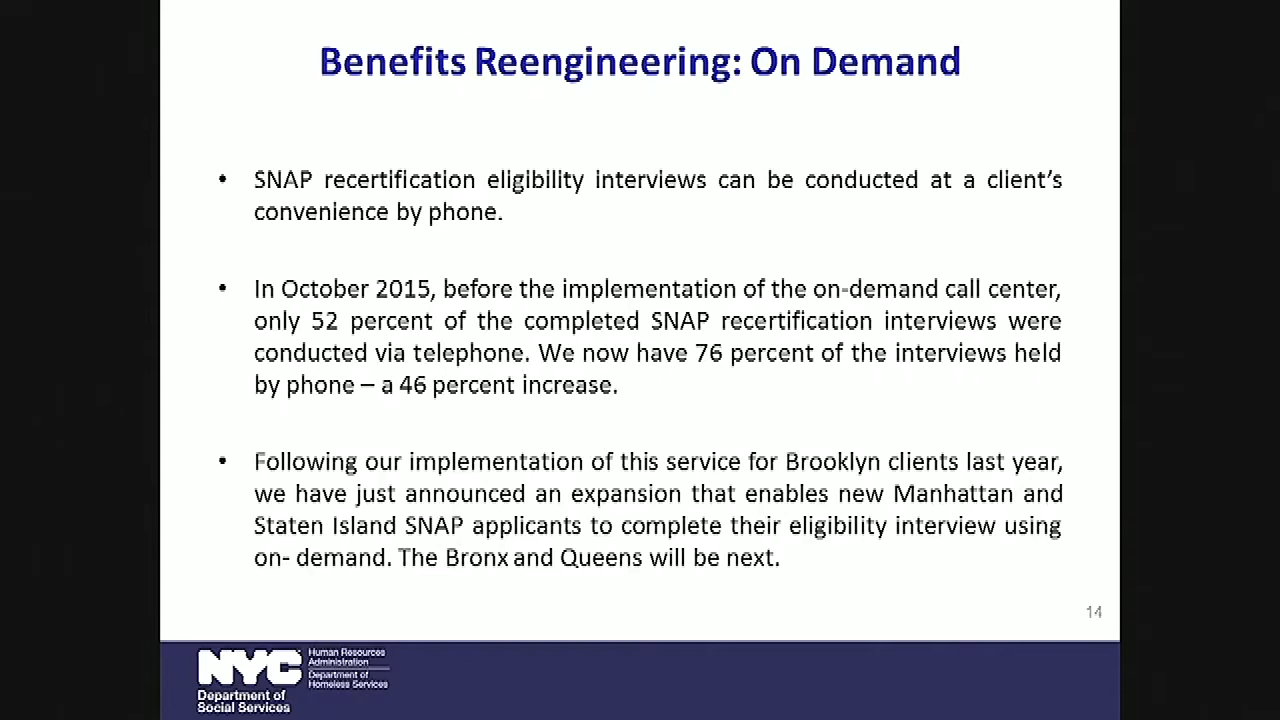 Benefits Reengineering: On Demand
• SNAP recertification eligibility interviews can be conducted at a client's
convenience by phone.
• In October 2015, before the implementation of the on-demand call center,
only 52 percent of the completed SNAP recertification interviews were
conducted via telephone. We now have 76 percent of the interviews held
by phone – a 46 percent increase.
• Following our implementation of this service for Brooklyn clients last year,
we have just announced an expansion that enables new Manhattan and
Staten Island SNAP applicants to complete their eligibility interview using
on- demand. The Bronx and Queens will be next.
14
NYC
Department of
Social Services
Human Resources
Administration
Department of
Homeless Services